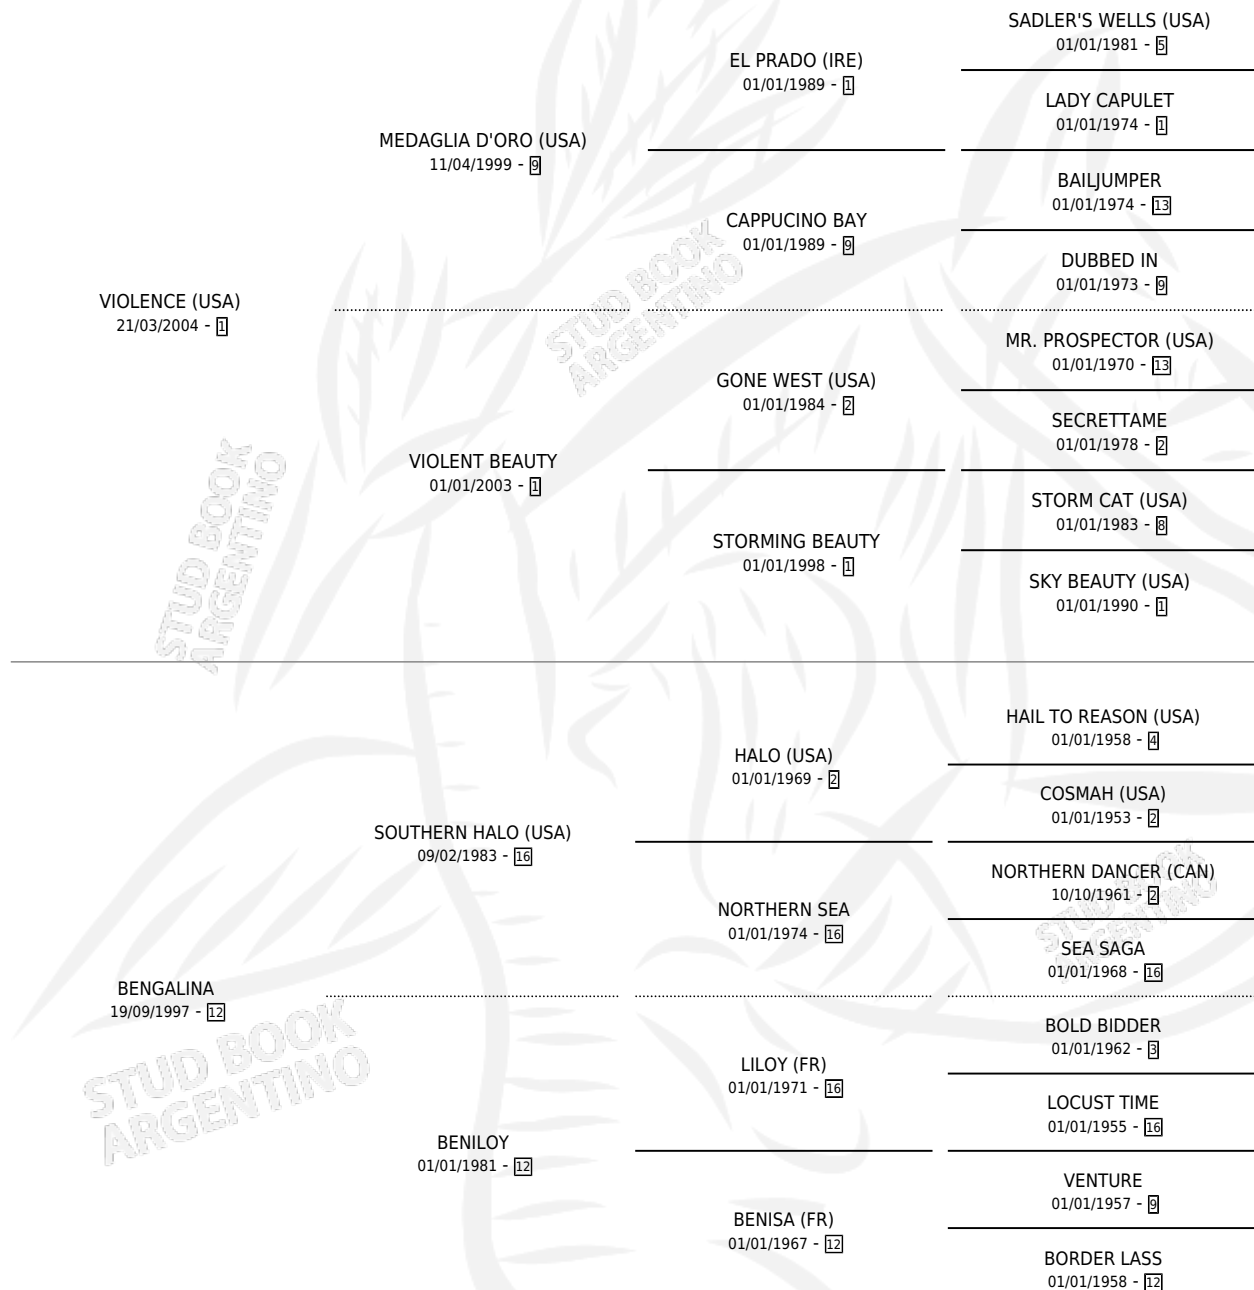 SADLER'S WELLS (USA)
01/01/1981 - 5
EL PRADO (IRE)
01/01/1989 - 1
LADY CAPULET
01/01/1974 - 1
MEDAGLIA D'ORO (USA)
11/04/1999 - 9
BAILJUMPER
01/01/1974 - 13
CAPPUCINO BAY
01/01/1989 - 9
DUBBED IN
01/01/1973 - 9
VIOLENCE (USA)
21/03/2004 - 1
MR. PROSPECTOR (USA)
01/01/1970 - 13
GONE WEST (USA)
01/01/1984 - 2
SECRETTAME
01/01/1978 - 2
VIOLENT BEAUTY
01/01/2003 - 1
STORM CAT (USA)
01/01/1983 - 8
STORMING BEAUTY
01/01/1998 - 1
SKY BEAUTY (USA)
01/01/1990 - 1
STUD BOOK
ARGENTINO
STUD BOOK
ARGENTINO
HAIL TO REASON (USA)
01/01/1958 - 4
HALO (USA)
01/01/1969 - 2
COSMAH (USA)
01/01/1953 - 2
SOUTHERN HALO (USA)
09/02/1983 - 16
NORTHERN DANCER (CAN)
10/10/1961 - 2
NORTHERN SEA
01/01/1974 - 16
SEA SAGA
01/01/1968 - 16
BENGALINA
19/09/1997 - 12
BOLD BIDDER
01/01/1962 - 3
LILOY (FR)
01/01/1971 - 16
LOCUST TIME
01/01/1955 - 16
BENILOY
01/01/1981 - 12
VENTURE
01/01/1957 - 9
BENISA (FR)
01/01/1967 - 12
BORDER LASS
01/01/1958 - 12
STUD BOOK
ARGENTINO
STUD BOOK
ARGENTINO